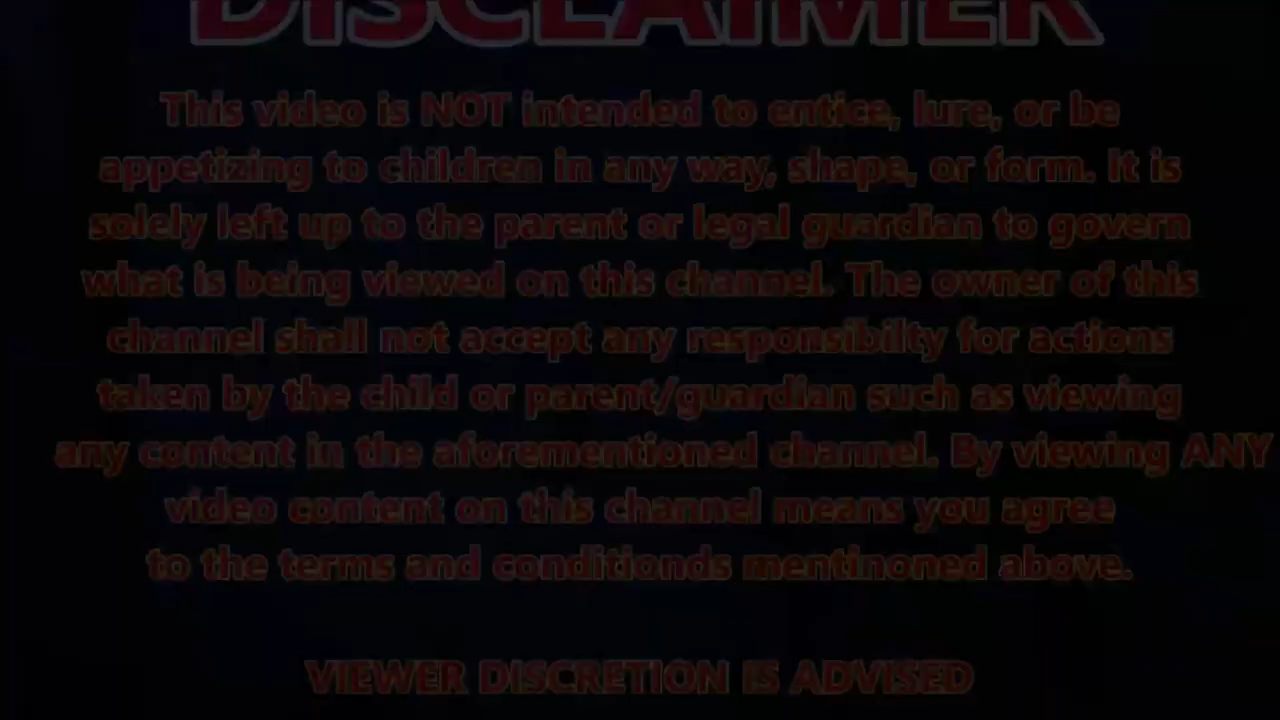 DISCLAIMER
This video is NOT intended to entice, lure, or be
appetizing to children in any way, shape, or form. It is
solely left up to the parent or legal guardian to govern
what is being viewed on this channel. The owner of this
channel shall not accept any responsibilty for actions
taken by the child or parent/guardian such as viewing
any content in the aforementioned channel. By viewing ANY
video content on this channel means you agree
to the terms and conditionds mentinoned above.
VIEWER DISCRETION IS ADVISED